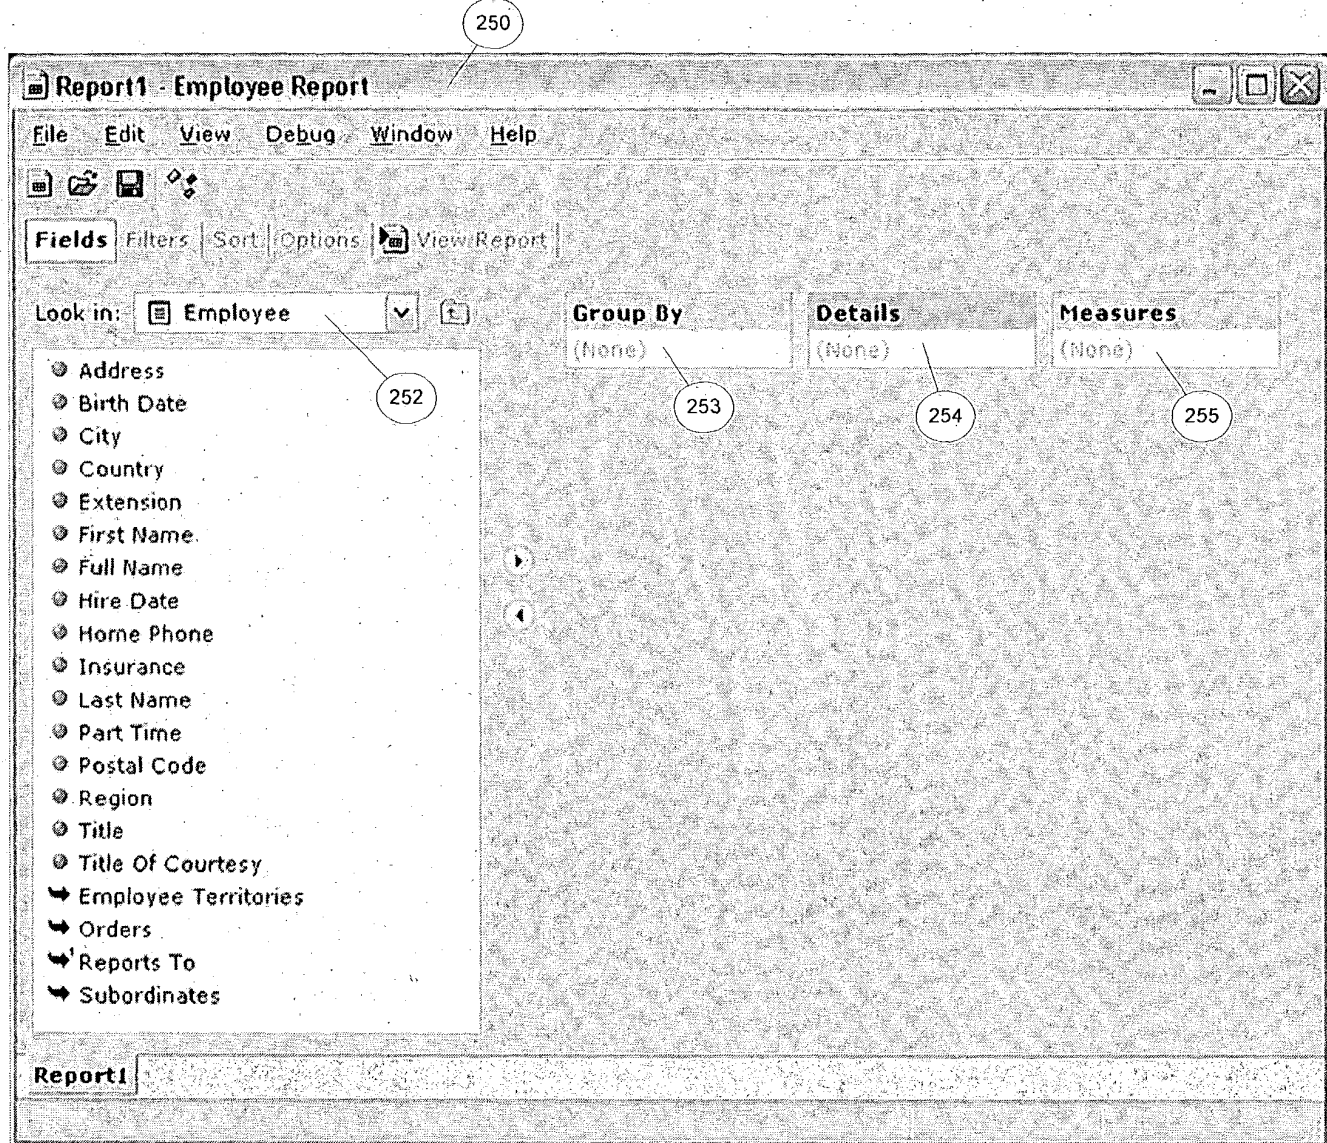 250
Report1 - Employee Report
File Edit View Debug Window Help
Fields Filters Sort Options View Report
Look in: Employee
Group By Details Measures
(None) (None) (None)
252 253 254 255
Address
Birth Date
City
Country
Extension
First Name
Full Name
Hire Date
Home Phone
Insurance
Last Name
Part Time
Postal Code
Region
Title
Title Of Courtesy
Employee Territories
Orders
1 Reports To
Subordinates
Report1